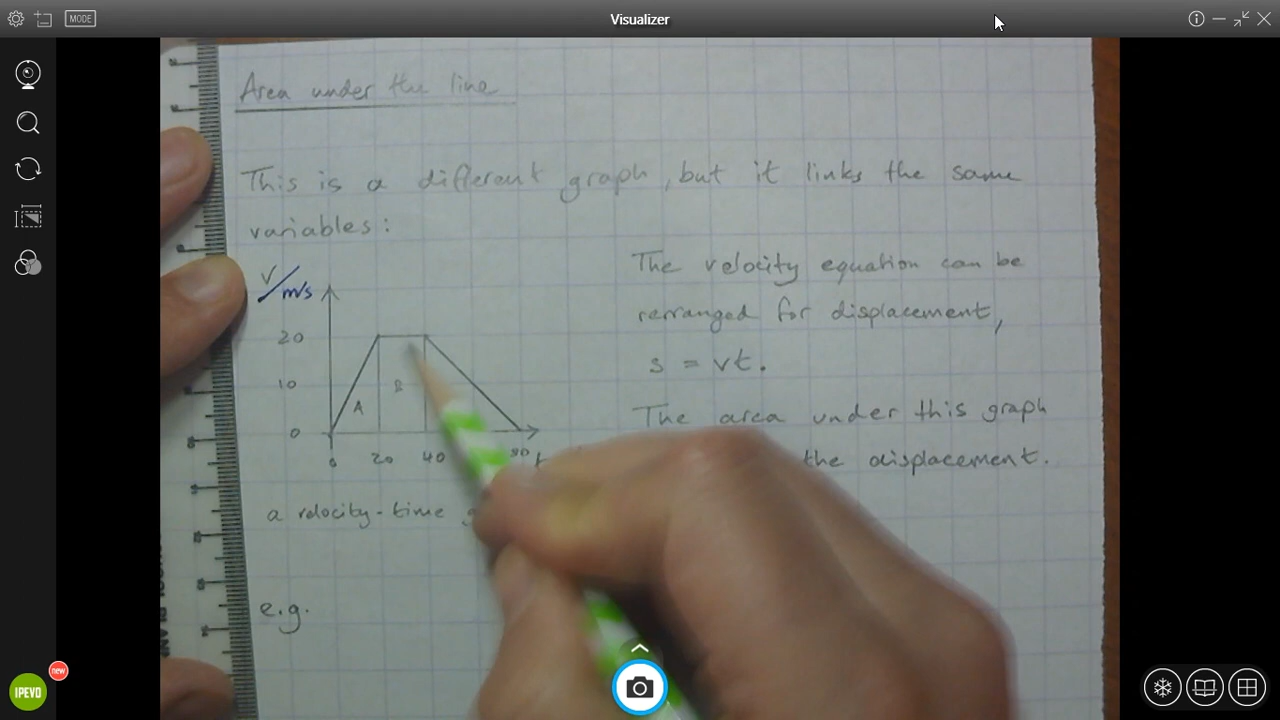 MODE
Visualizer
Area under the line
This is a different graph, but it links the same
variables:
V/m/s
20
10
0
A
B
0 20 40 80 t
a velocity-time
The velocity equation can be
rearranged for displacement,
s = vt.
The area under this graph
the displacement.
e.g.
IPEVO
new